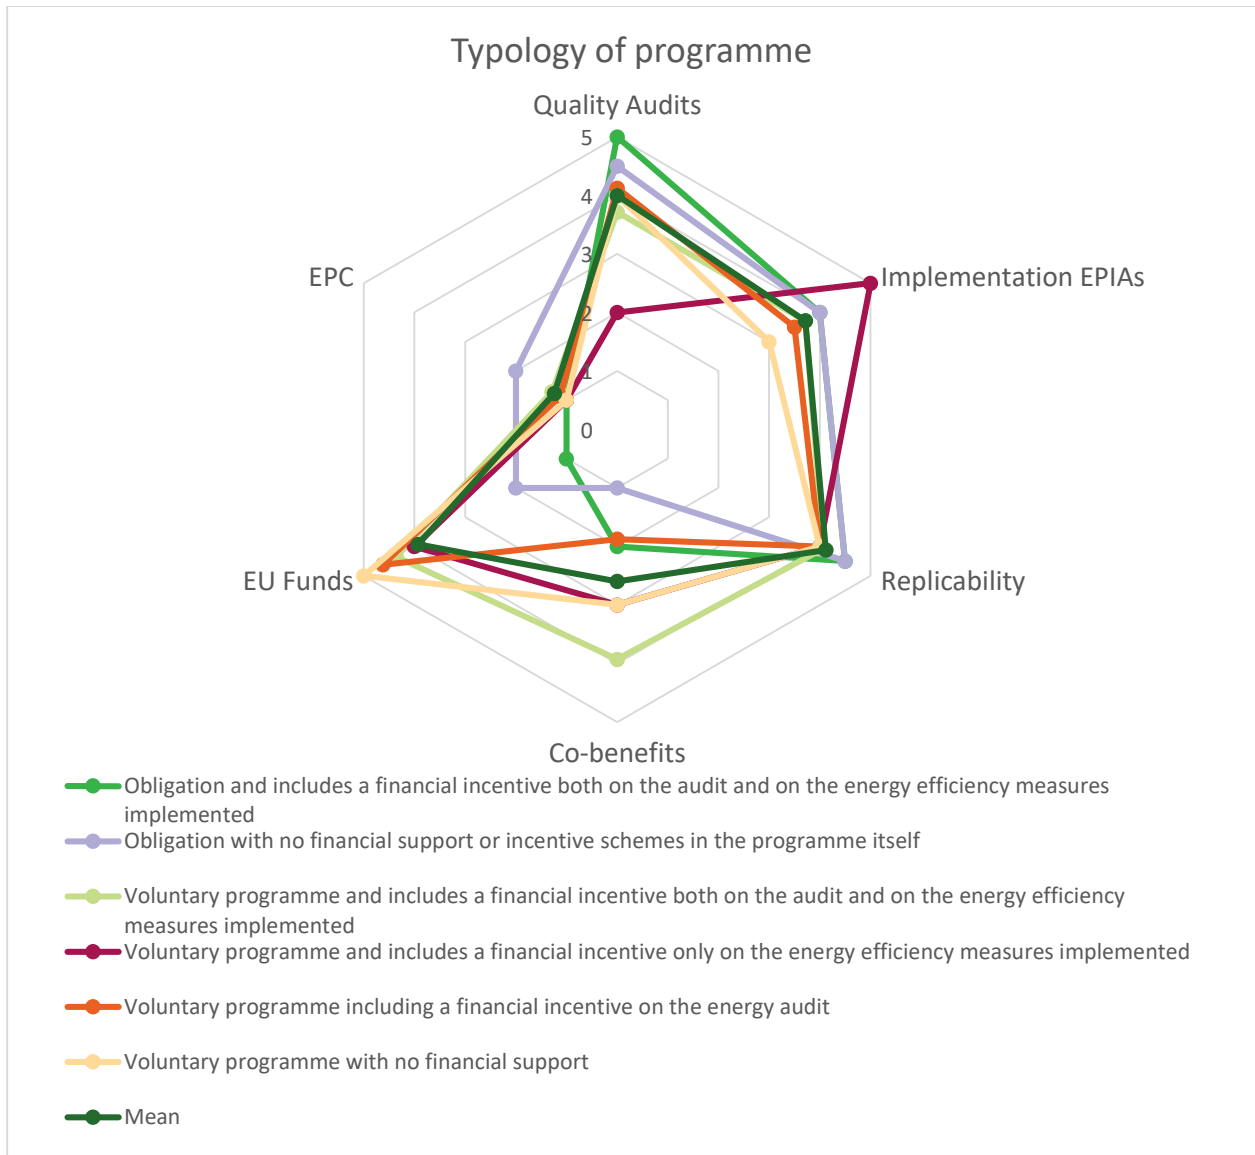 Typology of programme
Quality Audits
5
4
3
2
1
0
Implementation EPIAs
EPC
EU Funds
Replicability
Co-benefits
Obligation and includes a financial incentive both on the audit and on the energy efficiency measures
implemented
Obligation with no financial support or incentive schemes in the programme itself
Voluntary programme and includes a financial incentive both on the audit and on the energy efficiency
measures implemented
Voluntary programme and includes a financial incentive only on the energy efficiency measures implemented
Voluntary programme including a financial incentive on the energy audit
Voluntary programme with no financial support
Mean